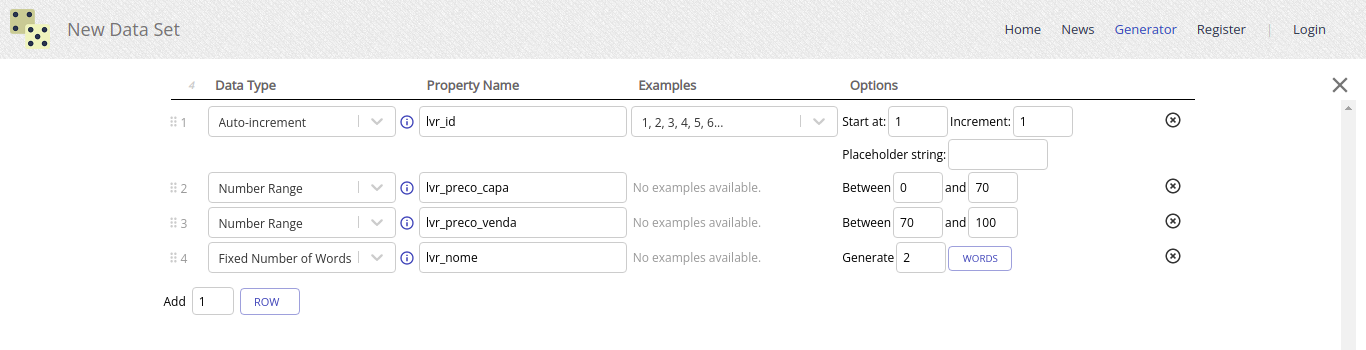 New Data Set Home News Generator Register Login
4 Data Type Property Name Examples Options
1 Auto-increment lvr_id 1, 2, 3, 4, 5, 6... Start at: 1 Increment: 1
Placeholder string:
2 Number Range lvr_preco_capa No examples available. Between 0 and 70
3 Number Range lvr_preco_venda No examples available. Between 70 and 100
4 Fixed Number of Words lvr_nome No examples available. Generate 2 WORDS
Add 1 ROW